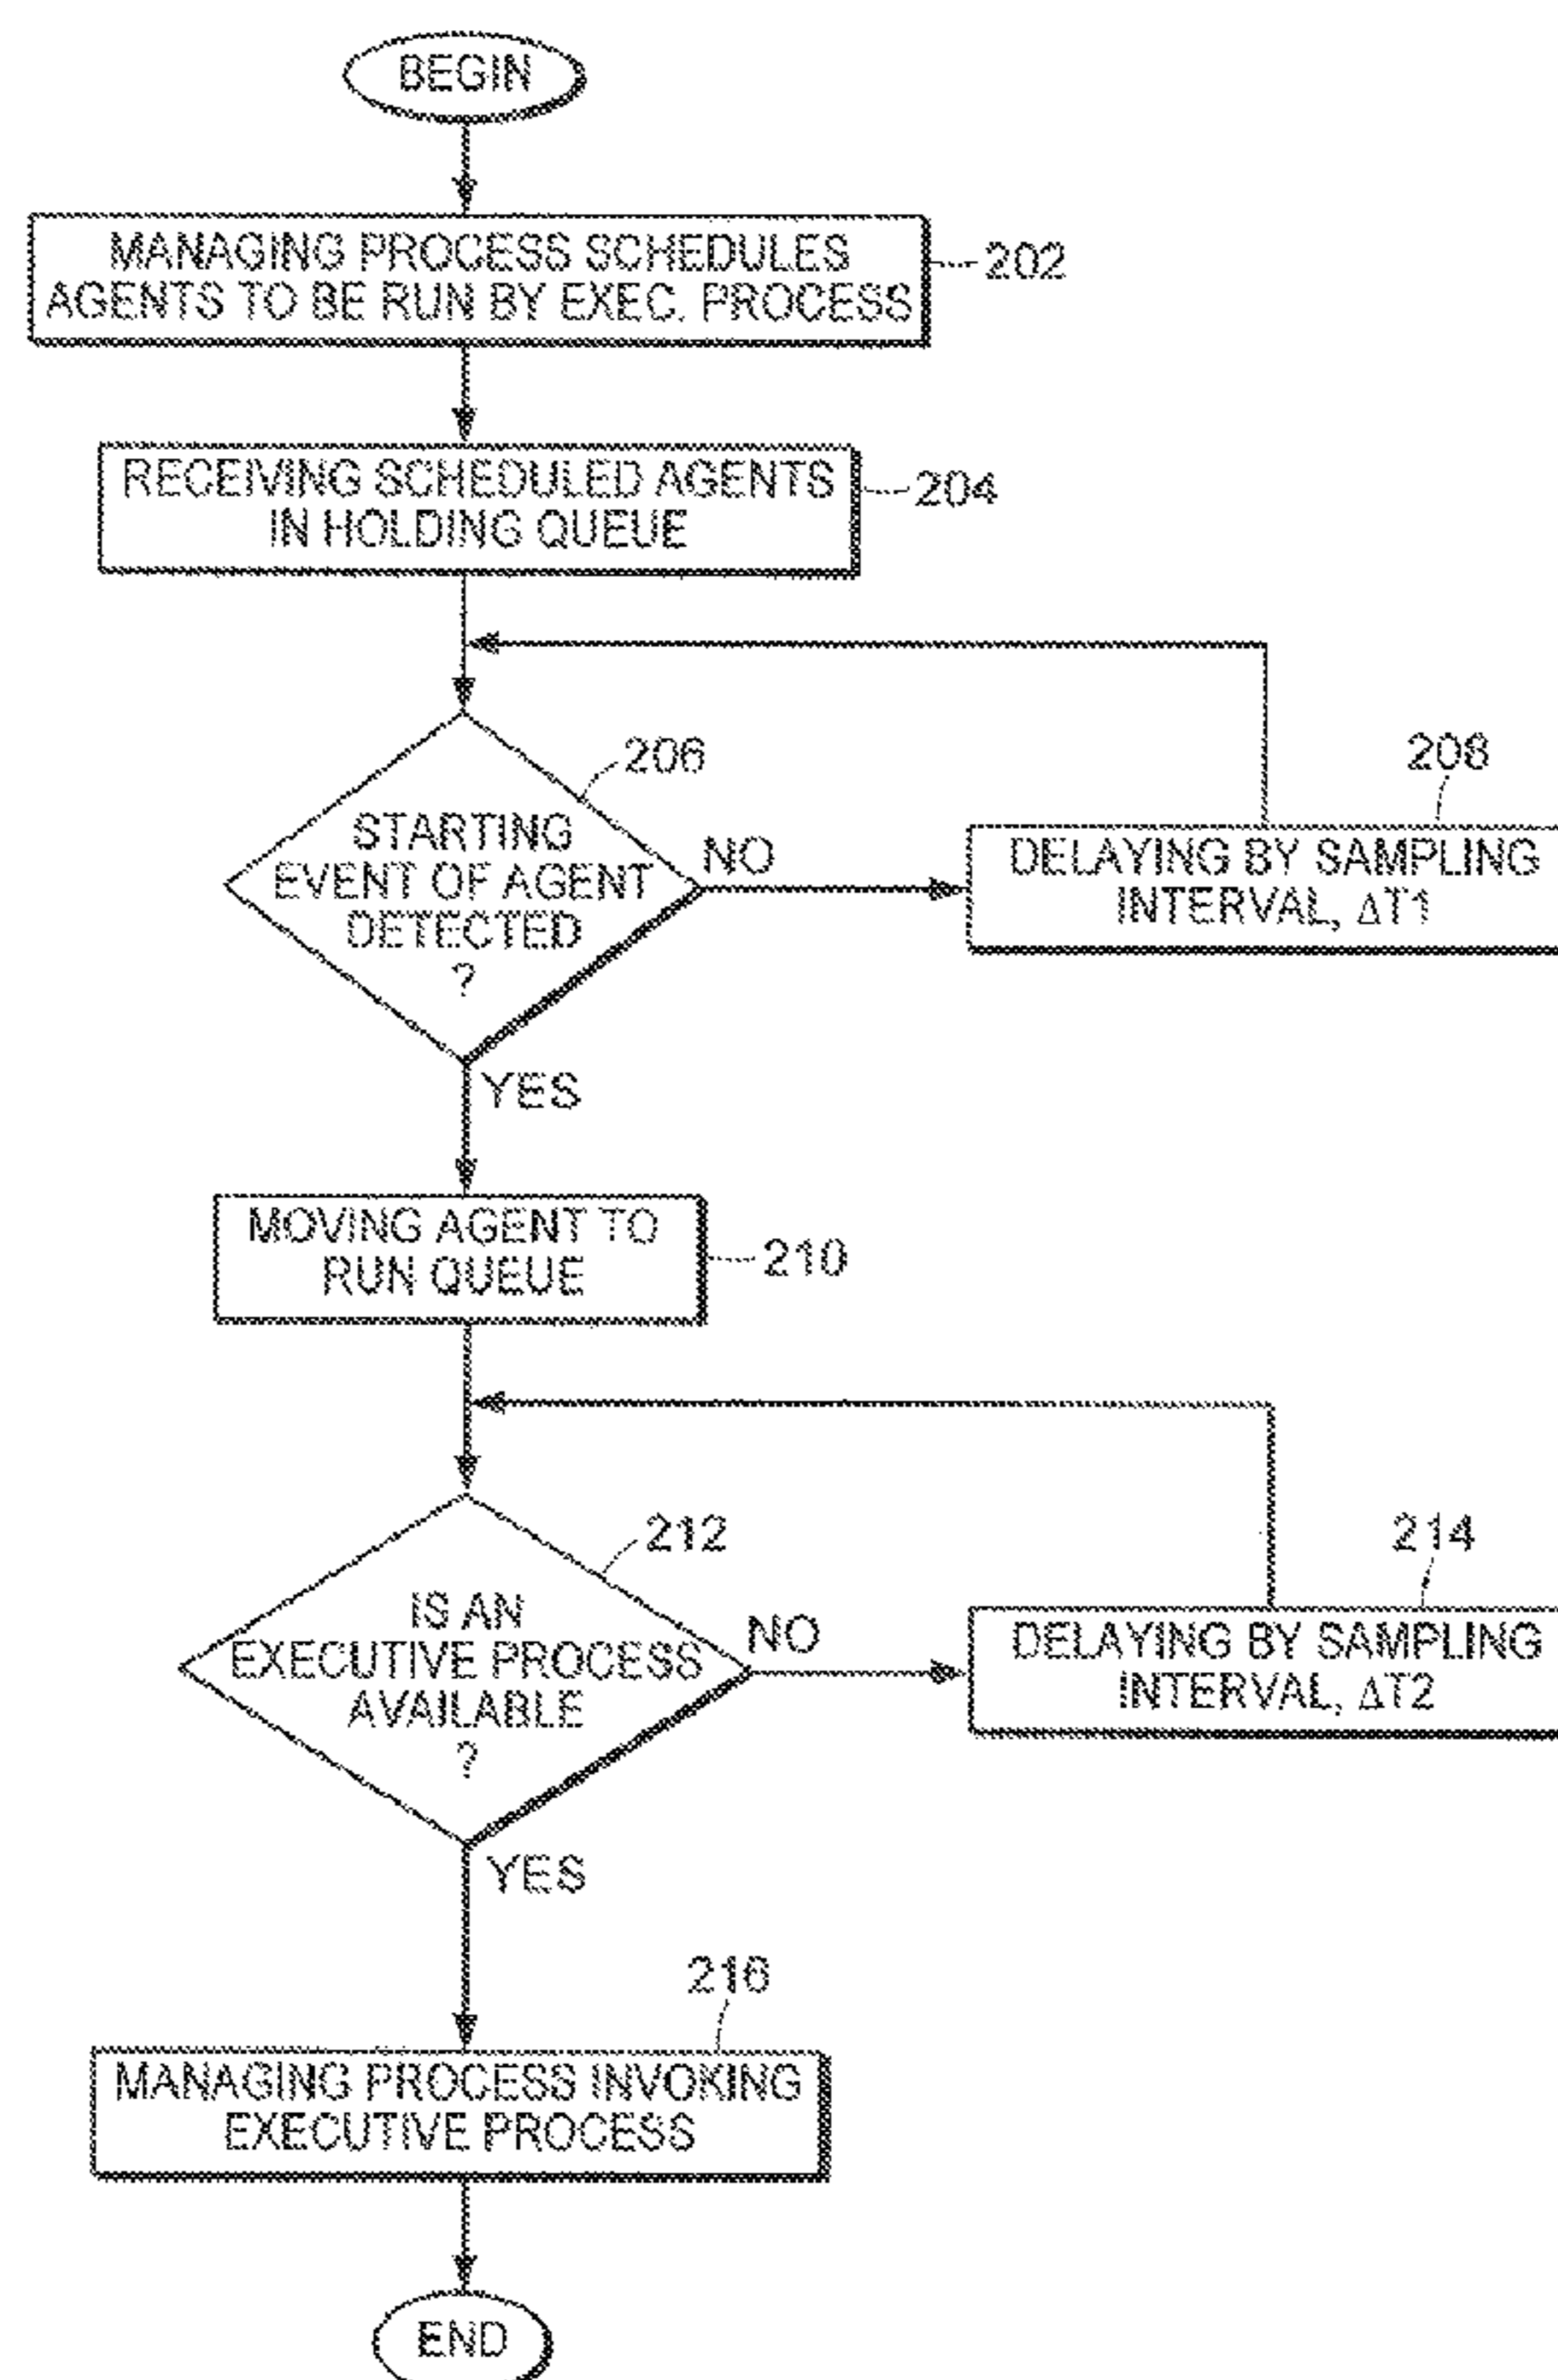 BEGIN
MANAGING PROCESS SCHEDULES
AGENTS TO BE RUN BY EXEC. PROCESS
202
RECEIVING SCHEDULED AGENTS
IN HOLDING QUEUE
204
206
STARTING
EVENT OF AGENT
DETECTED
?
NO
208
DELAYING BY SAMPLING
INTERVAL, ΔT1
YES
MOVING AGENT TO
RUN QUEUE
210
212
IS AN
EXECUTIVE PROCESS
AVAILABLE
?
NO
214
DELAYING BY SAMPLING
INTERVAL, ΔT2
YES
216
MANAGING PROCESS INVOKING
EXECUTIVE PROCESS
END